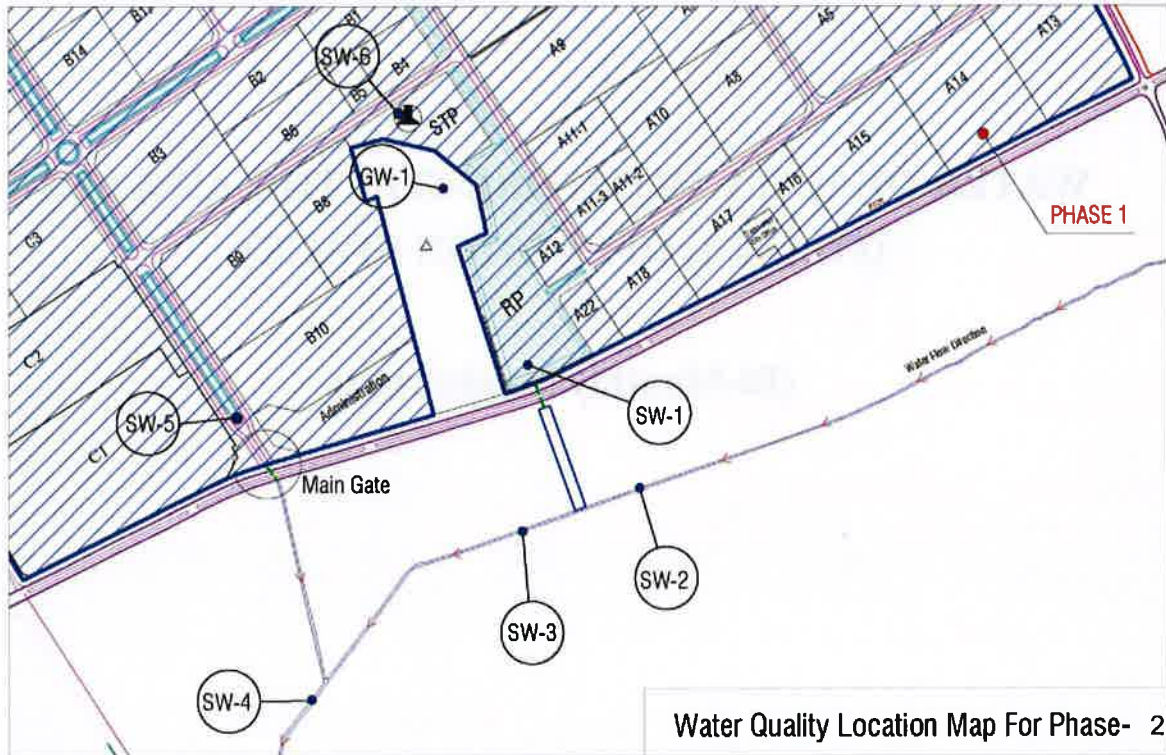 B1
B14
B2
B4
SW-6
B5
B6
STP
B3
A9
A5
A13
A8
A14
A10
A11-1
A15
GW-1
B8
A11-2
A11-3
A16
A17
PHASE 1
C3
B9
A12
A18
RP
A22
B10
C2
Water Flow Direction
Administration
SW-1
SW-5
C1
Main Gate
SW-2
SW-3
SW-4
Water Quality Location Map For Phase- 2